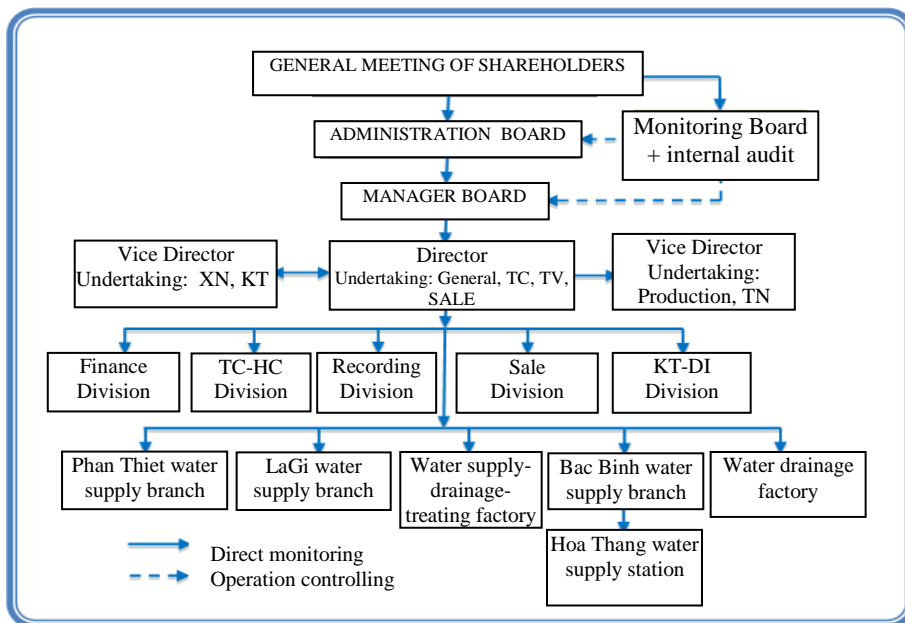 GENERAL MEETING OF SHAREHOLDERS
ADMINISTRATION BOARD
Monitoring Board
+ internal audit
MANAGER BOARD
Vice Director
Undertaking: XN, KT
Director
Undertaking: General, TC, TV,
SALE
Vice Director
Undertaking:
Production, TN
Finance
Division
TC-HC
Division
Recording
Division
Sale
Division
KT-DI
Division
Phan Thiet water
supply branch
LaGi water
supply branch
Water supply-
drainage-
treating factory
Bac Binh water
supply branch
Water drainage
factory
Hoa Thang water
supply station
Direct monitoring
Operation controlling